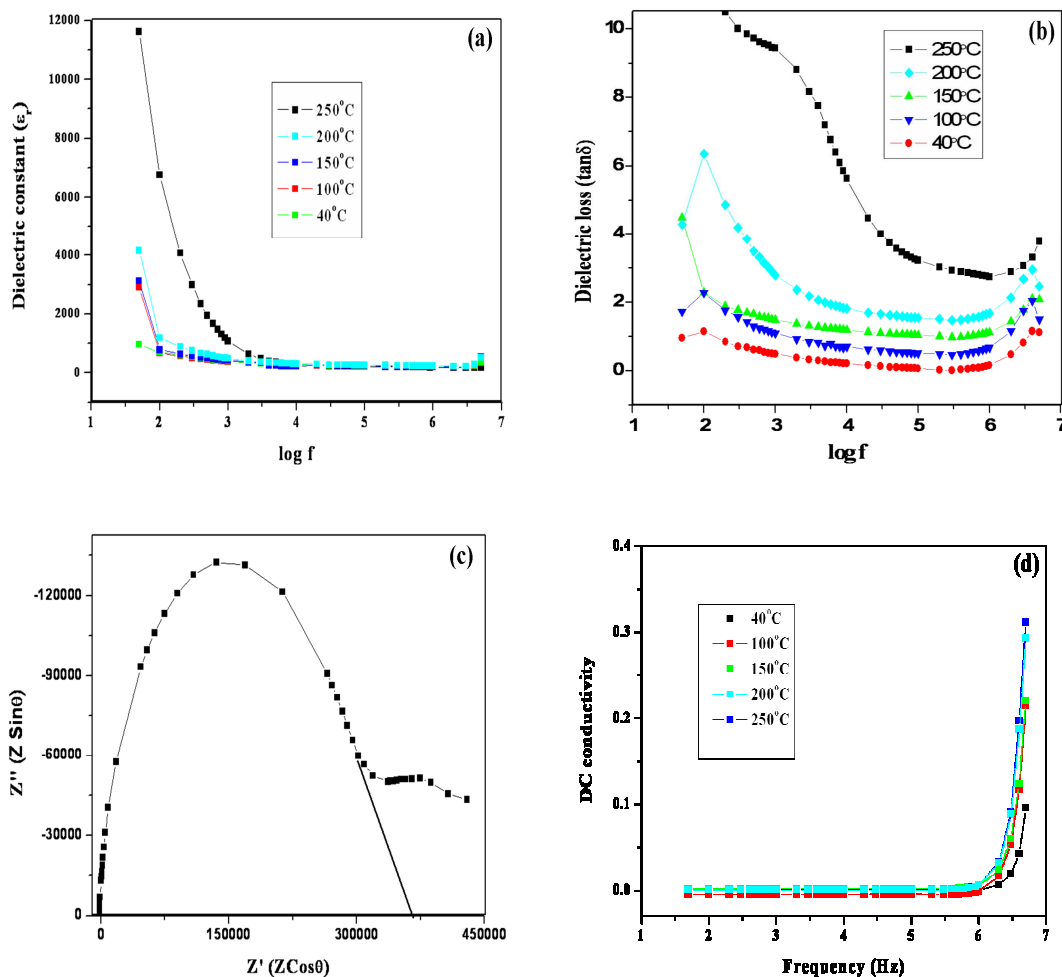 (a)
Dielectric constant (εr)
12000
10000
8000
6000
4000
2000
0
250°C
200°C
150°C
100°C
40°C
1 2 3 4 5 6 7
log f
(b)
Dielectric loss (tanδ)
10
8
6
4
2
0
250°C
200°C
150°C
100°C
40°C
1 2 3 4 5 6 7
log f
(c)
Z'' (Z Sinθ)
-120000
-90000
-60000
-30000
0
0 150000 300000 450000
Z' (ZCosθ)
(d)
DC conductivity
0.4
0.3
0.2
0.1
0.0
40°C
100°C
150°C
200°C
250°C
1 2 3 4 5 6 7
Frequency (Hz)